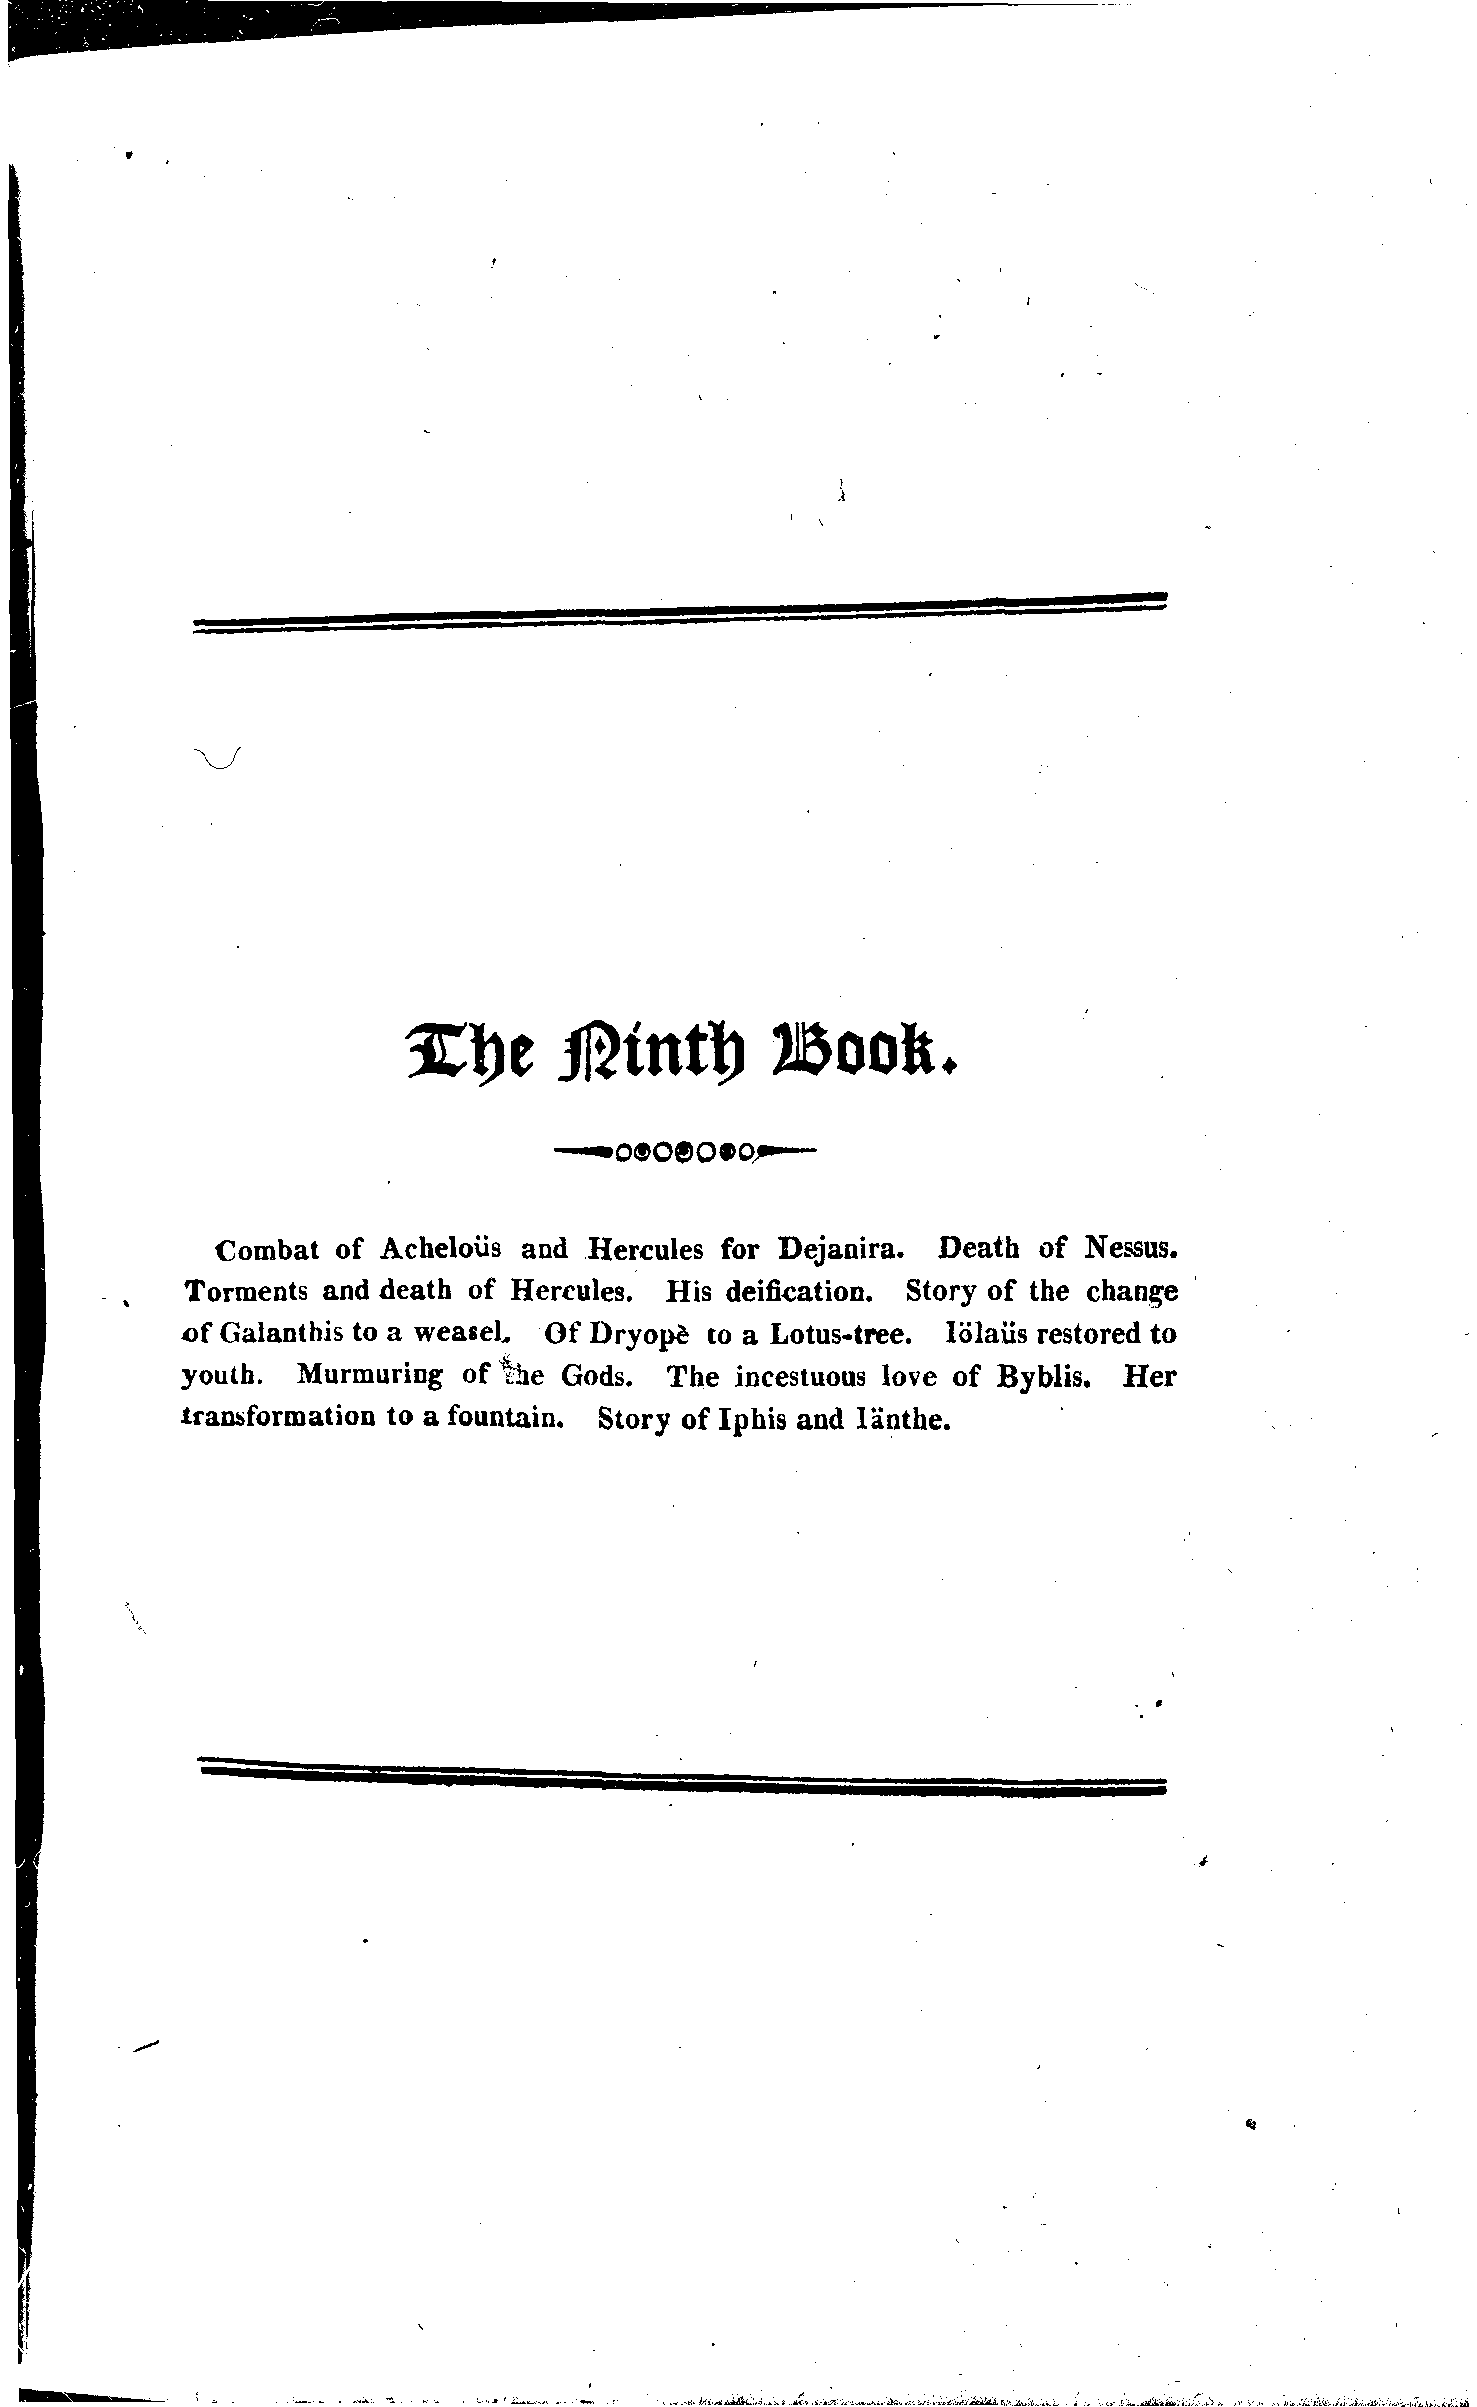 The Ninth Book.
Combat of Acheloüs and Hercules for Dejanira. Death of Nessus.
Torments and death of Hercules. His deification. Story of the change
of Galanthis to a weasel. Of Dryopè to a Lotus-tree. Iölaüs restored to
youth. Murmuring of the Gods. The incestuous love of Byblis. Her
transformation to a fountain. Story of Iphis and Iänthe.